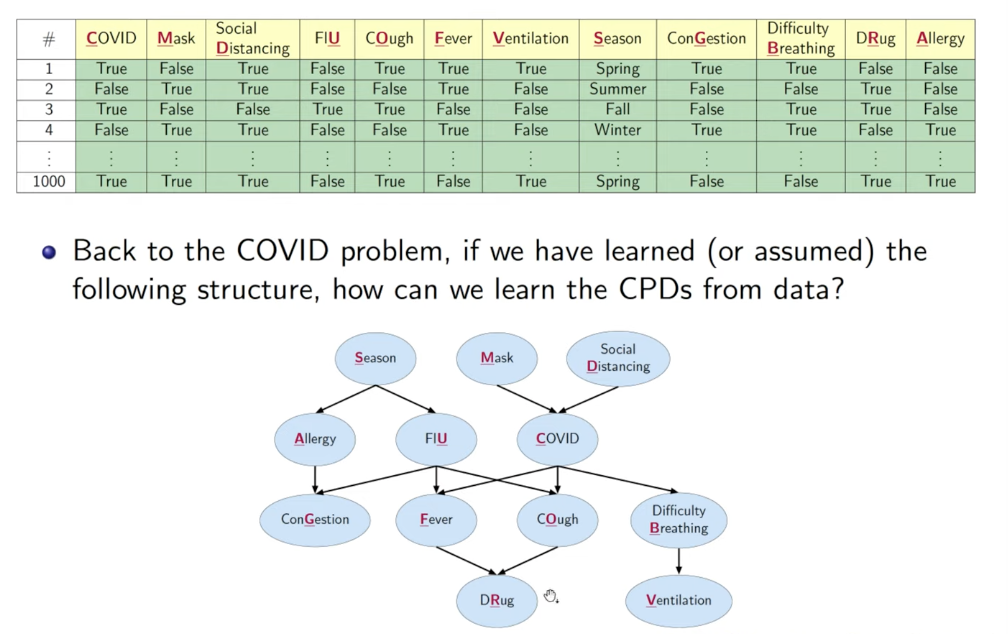 # COVID Mask Social Distancing FlU COugh Fever Ventilation Season ConGestion Difficulty Breathing DRug Allergy
1 True False True False True True True Spring True True False False
2 False True True False False True False Summer False False True False
3 True False False True True False False Fall False True True False
4 False True True False False True False Winter True True False True
⋮ ⋮ ⋮ ⋮ ⋮ ⋮ ⋮ ⋮ ⋮ ⋮ ⋮ ⋮ ⋮
1000 True True True False True False True Spring False False True True
Back to the COVID problem, if we have learned (or assumed) the
following structure, how can we learn the CPDs from data?
Season
Mask
Social
Distancing
Allergy
FlU
COVID
ConGestion
Fever
COugh
Difficulty
Breathing
DRug
Ventilation